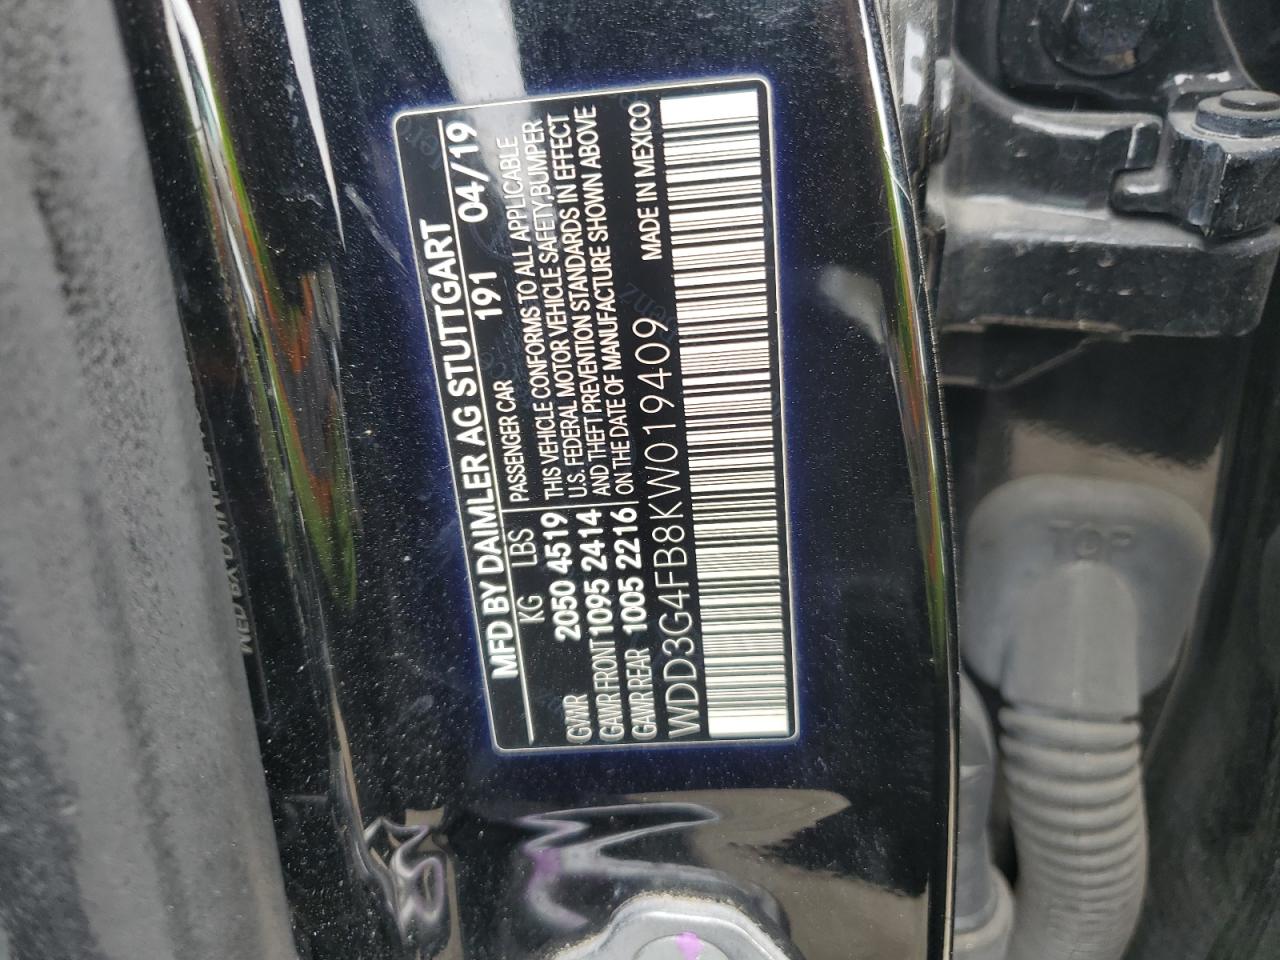 MFD BY DAIMLER AG STUTTGART
KG LBS 191 04/19
GVWR 2050 4519
GAWR FRONT 1095 2414
GAWR REAR 1005 2216
PASSENGER CAR
THIS VEHICLE CONFORMS TO ALL APPLICABLE
U.S. FEDERAL MOTOR VEHICLE SAFETY,BUMPER
AND THEFT PREVENTION STANDARDS IN EFFECT
ON THE DATE OF MANUFACTURE SHOWN ABOVE
MADE IN MEXICO
WDD3G4FB8KW019409
TOP